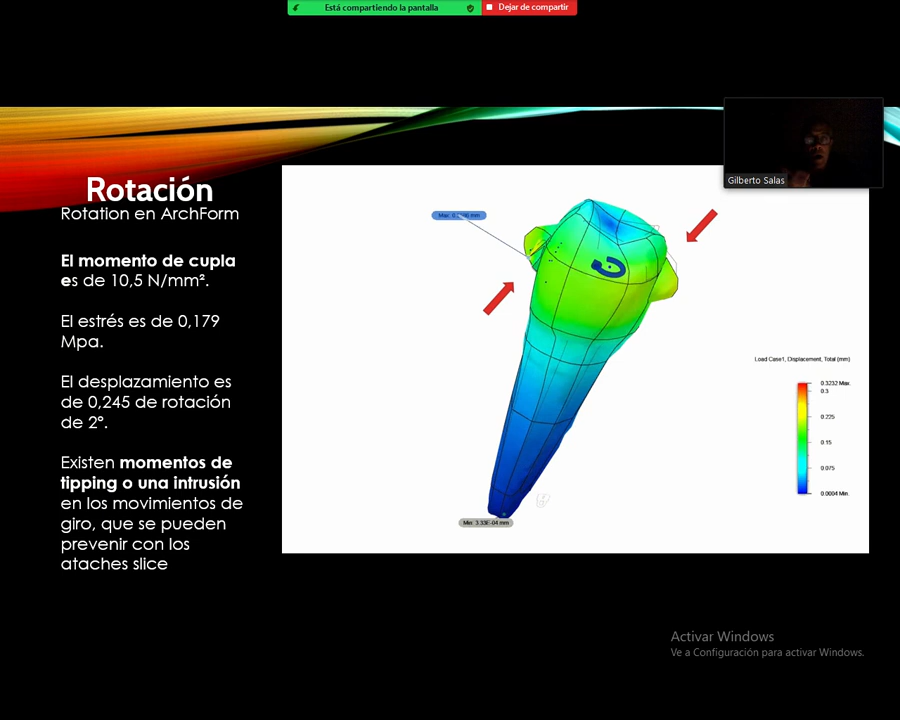 Está compartiendo la pantalla
Dejar de compartir
Gilberto Salas
Rotación
Rotation en ArchForm
El momento de cupla
es de 10,5 N/mm².
El estrés es de 0,179
Mpa.
El desplazamiento es
de 0,245 de rotación
de 2°.
Existen momentos de
tipping o una intrusión
en los movimientos de
giro, que se pueden
prevenir con los
ataches slice
Max. mm
Load Case1, Displacement, Total (mm)
0.3232 Max.
0.3
0.225
0.15
0.075
0.0004 Min.
Min. 3.33E-04 mm
Activar Windows
Ve a Configuración para activar Windows.